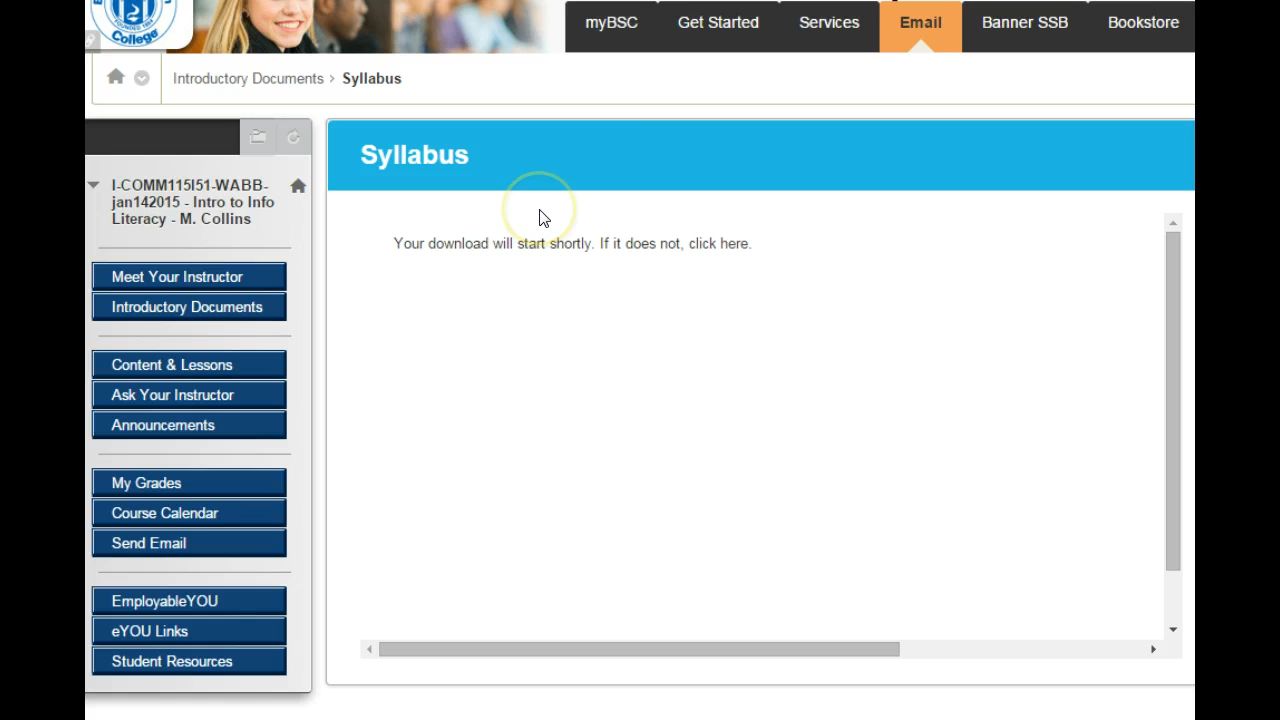 College
myBSC
Get Started
Services
Email
Banner SSB
Bookstore
Introductory Documents > Syllabus
I-COMM115I51-WABB-
jan142015 - Intro to Info
Literacy - M. Collins
Meet Your Instructor
Introductory Documents
Content & Lessons
Ask Your Instructor
Announcements
My Grades
Course Calendar
Send Email
EmployableYOU
eYOU Links
Student Resources
Syllabus
Your download will start shortly. If it does not, click here.